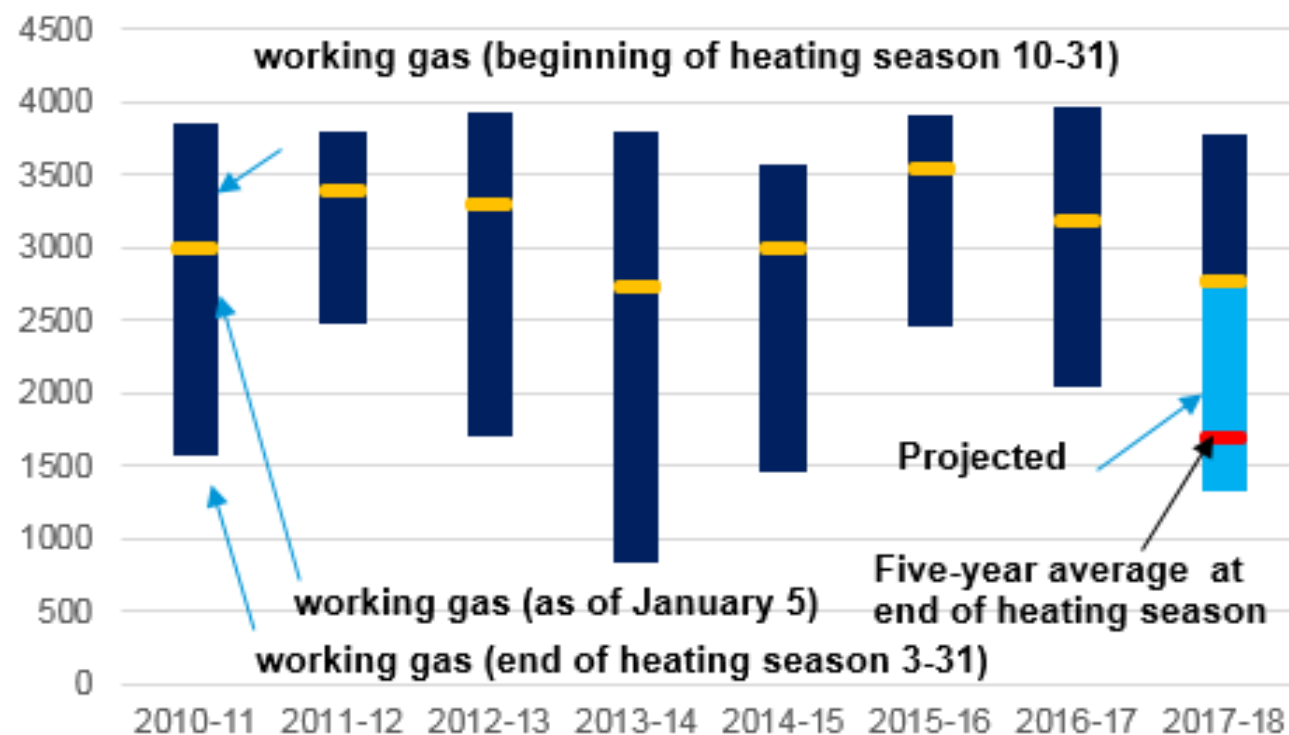 4500
working gas (beginning of heating season 10-31)
4000
3500
3000
2500
2000
1500
Projected
1000
Five-year average at
end of heating season
500
working gas (as of January 5)
working gas (end of heating season 3-31)
0
2010-11 2011-12 2012-13 2013-14 2014-15 2015-16 2016-17 2017-18